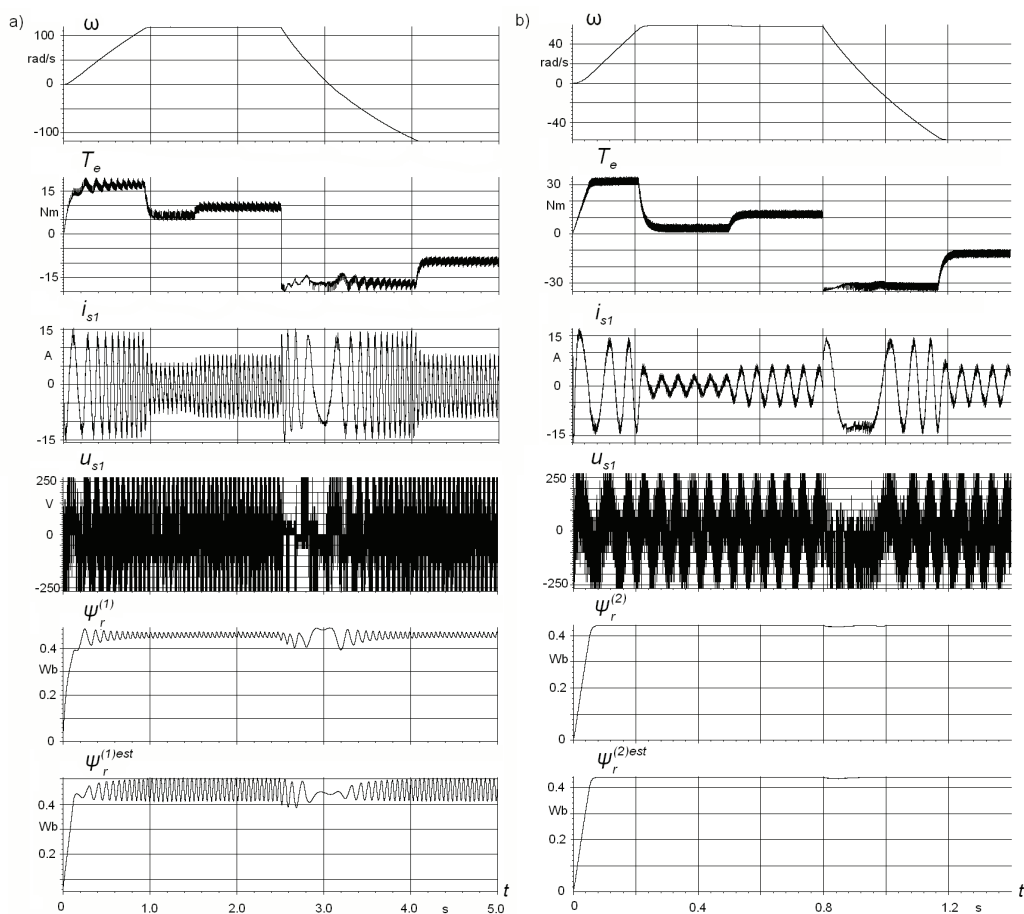 a)
ω
100
rad/s
0
-100
T_e
15
Nm
0
-15
i_s1
15
A
0
-15
u_s1
250
V
0
-250
ψ_r^(1)
0.4
Wb
0.2
0
ψ_r^(1)est
0.4
Wb
0.2
0 1.0 2.0 3.0 4.0 s 5.0
t
b)
ω
40
rad/s
0
-40
T_e
30
Nm
0
-30
i_s1
15
A
0
-15
u_s1
250
V
0
-250
ψ_r^(2)
0.4
Wb
0.2
0
ψ_r^(2)est
0.4
Wb
0.2
0
0 0.4 0.8 s 1.2
t